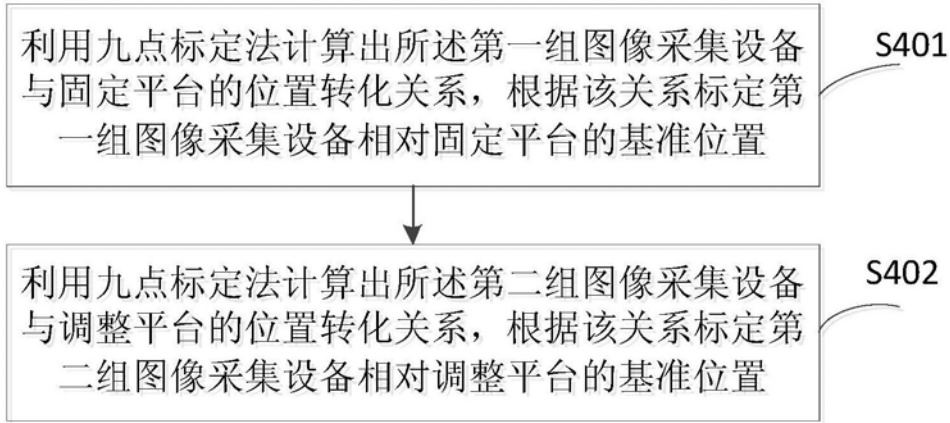 利用九点标定法计算出所述第一组图像采集设备
与固定平台的位置转化关系，根据该关系标定第
一组图像采集设备相对固定平台的基准位置
S401
利用九点标定法计算出所述第二组图像采集设备
与调整平台的位置转化关系，根据该关系标定第
二组图像采集设备相对调整平台的基准位置
S402